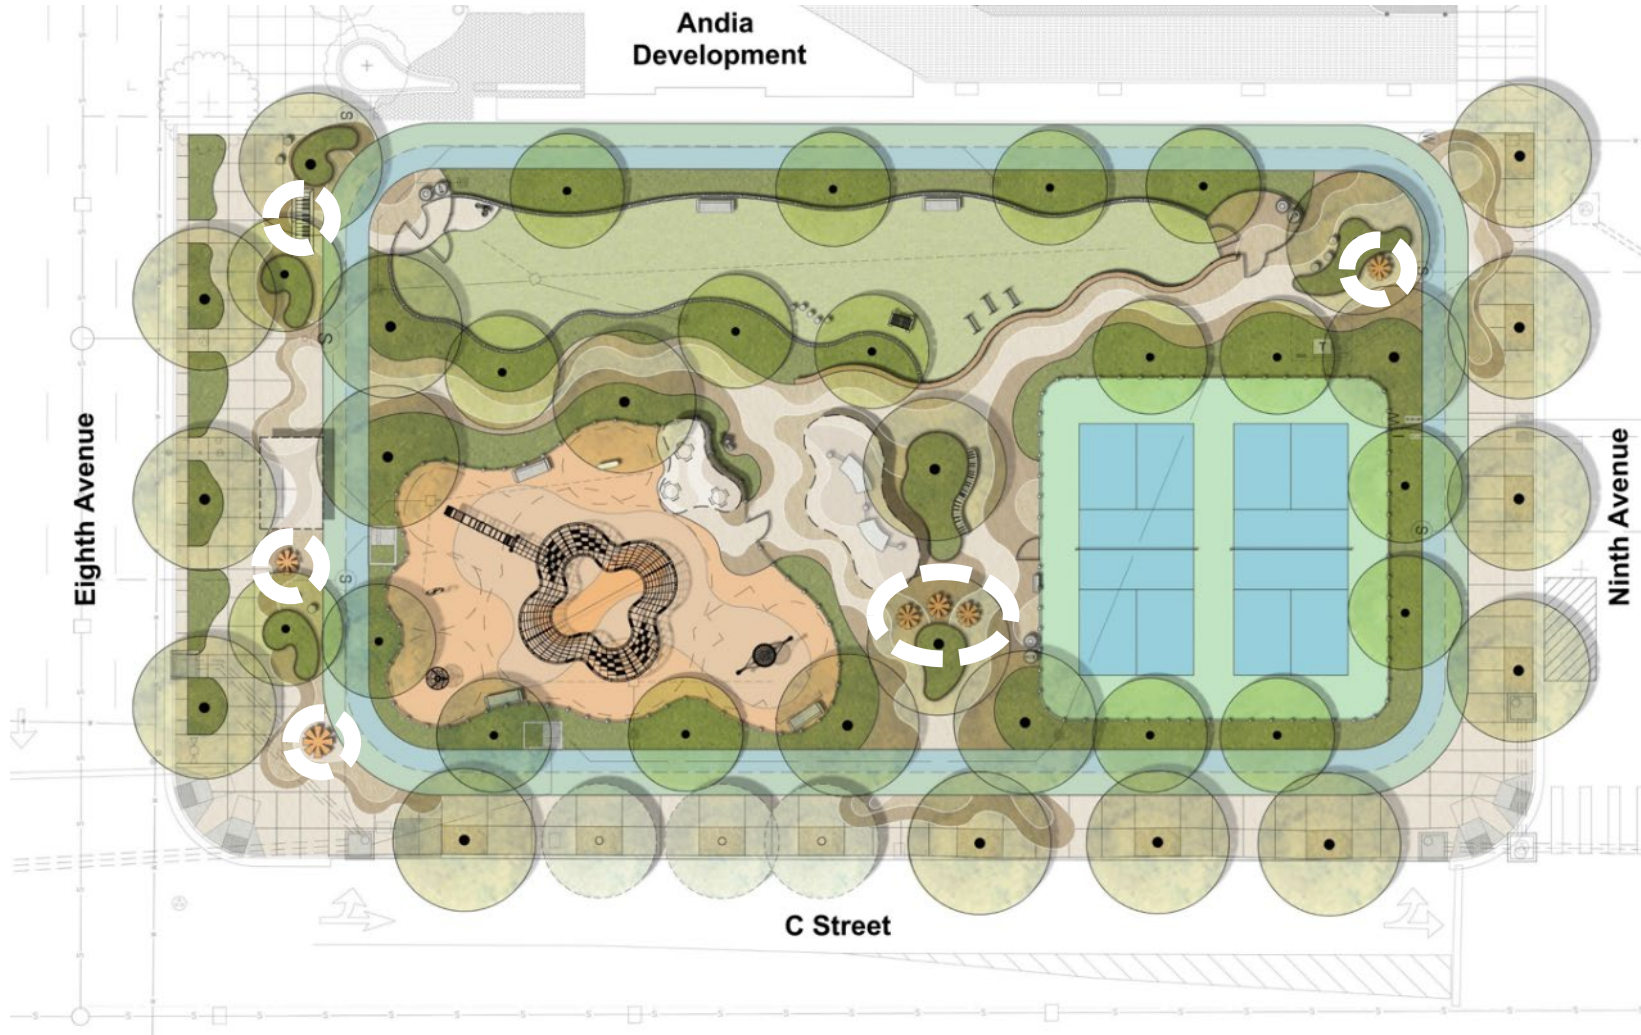 Andia
Development
Eighth Avenue
Ninth Avenue
T
C Street